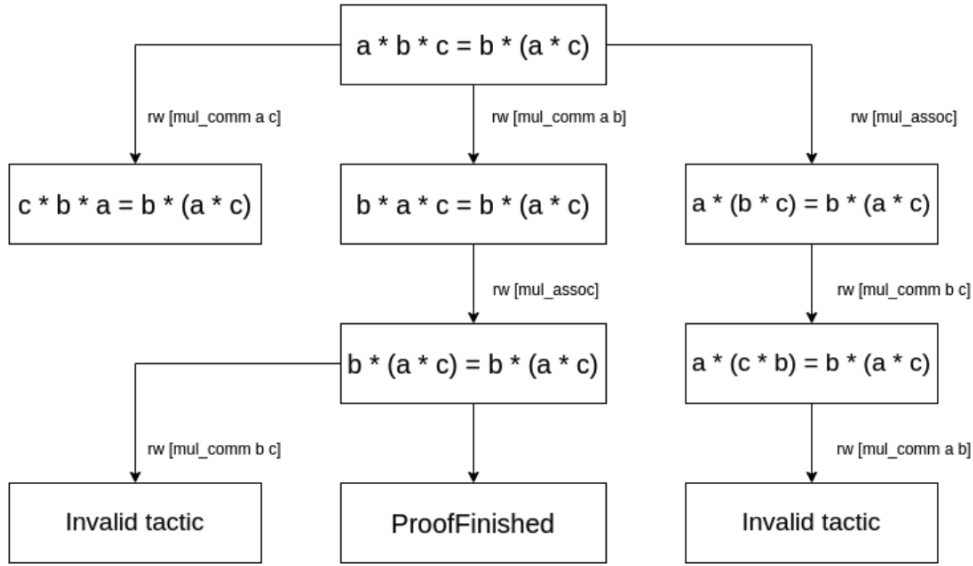 a * b * c = b * (a * c)
rw [mul_comm a c]
rw [mul_comm a b]
rw [mul_assoc]
c * b * a = b * (a * c)
b * a * c = b * (a * c)
a * (b * c) = b * (a * c)
rw [mul_assoc]
rw [mul_comm b c]
b * (a * c) = b * (a * c)
a * (c * b) = b * (a * c)
rw [mul_comm b c]
rw [mul_comm a b]
Invalid tactic
ProofFinished
Invalid tactic